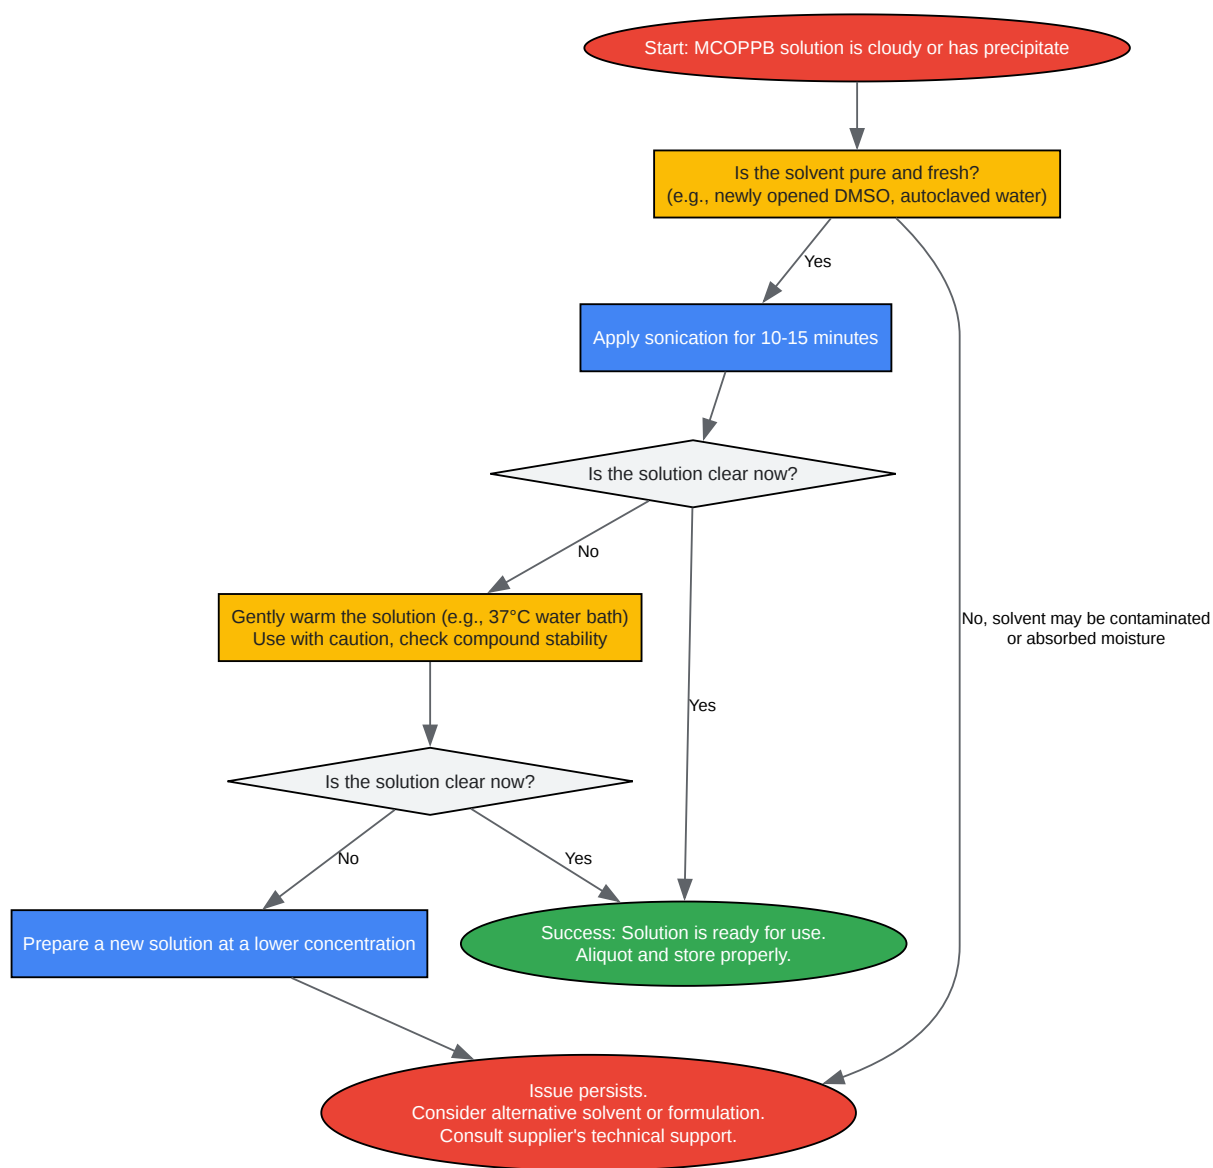 Start: MCOPPB solution is cloudy or has precipitate
Is the solvent pure and fresh?
(e.g., newly opened DMSO, autoclaved water)
Yes
Apply sonication for 10-15 minutes
Is the solution clear now?
No
Gently warm the solution (e.g., 37°C water bath)
Use with caution, check compound stability
No, solvent may be contaminated
or absorbed moisture
Yes
Is the solution clear now?
No
Yes
Prepare a new solution at a lower concentration
Success: Solution is ready for use.
Aliquot and store properly.
Issue persists.
Consider alternative solvent or formulation.
Consult supplier's technical support.